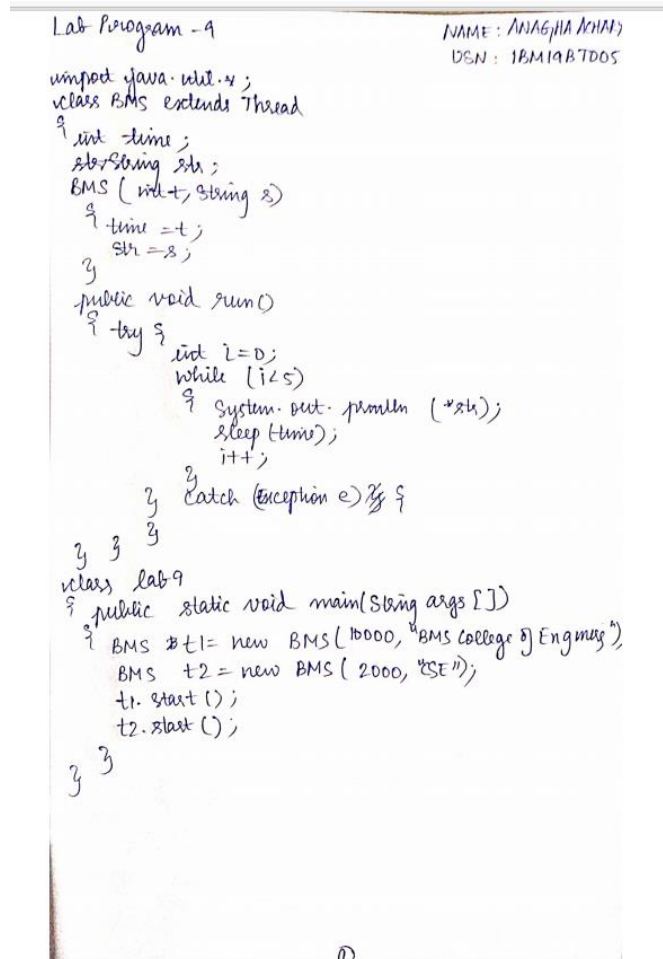 Lab Program - 9
NAME: ANAGHA ACHARY
USN: 1BM19BT005
import java.util.*;
class BMS extends Thread
{ int time;
String str;
BMS (int t, String s)
{ time = t;
str = s;
}
public void run()
{ try {
int i=0;
while (i<5)
{ System.out.println (str);
sleep (time);
i++;
}
} catch (Exception e) {
} } }
class lab9
{ public static void main(String args [])
{ BMS t1= new BMS(10000, "BMS College of Engineering"),
BMS t2 = new BMS( 2000, "CSE");
t1.start ();
t2.start ();
} }